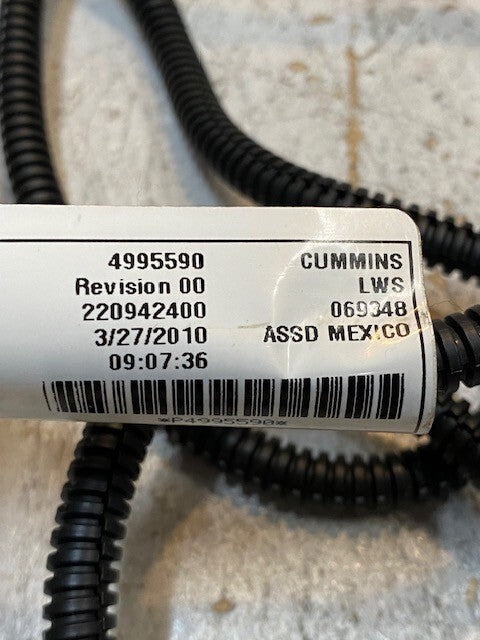 4995590 CUMMINS
Revision 00 LWS
220942400 069348
3/27/2010 ASSD MEXICO
09:07:36
*P4995590*